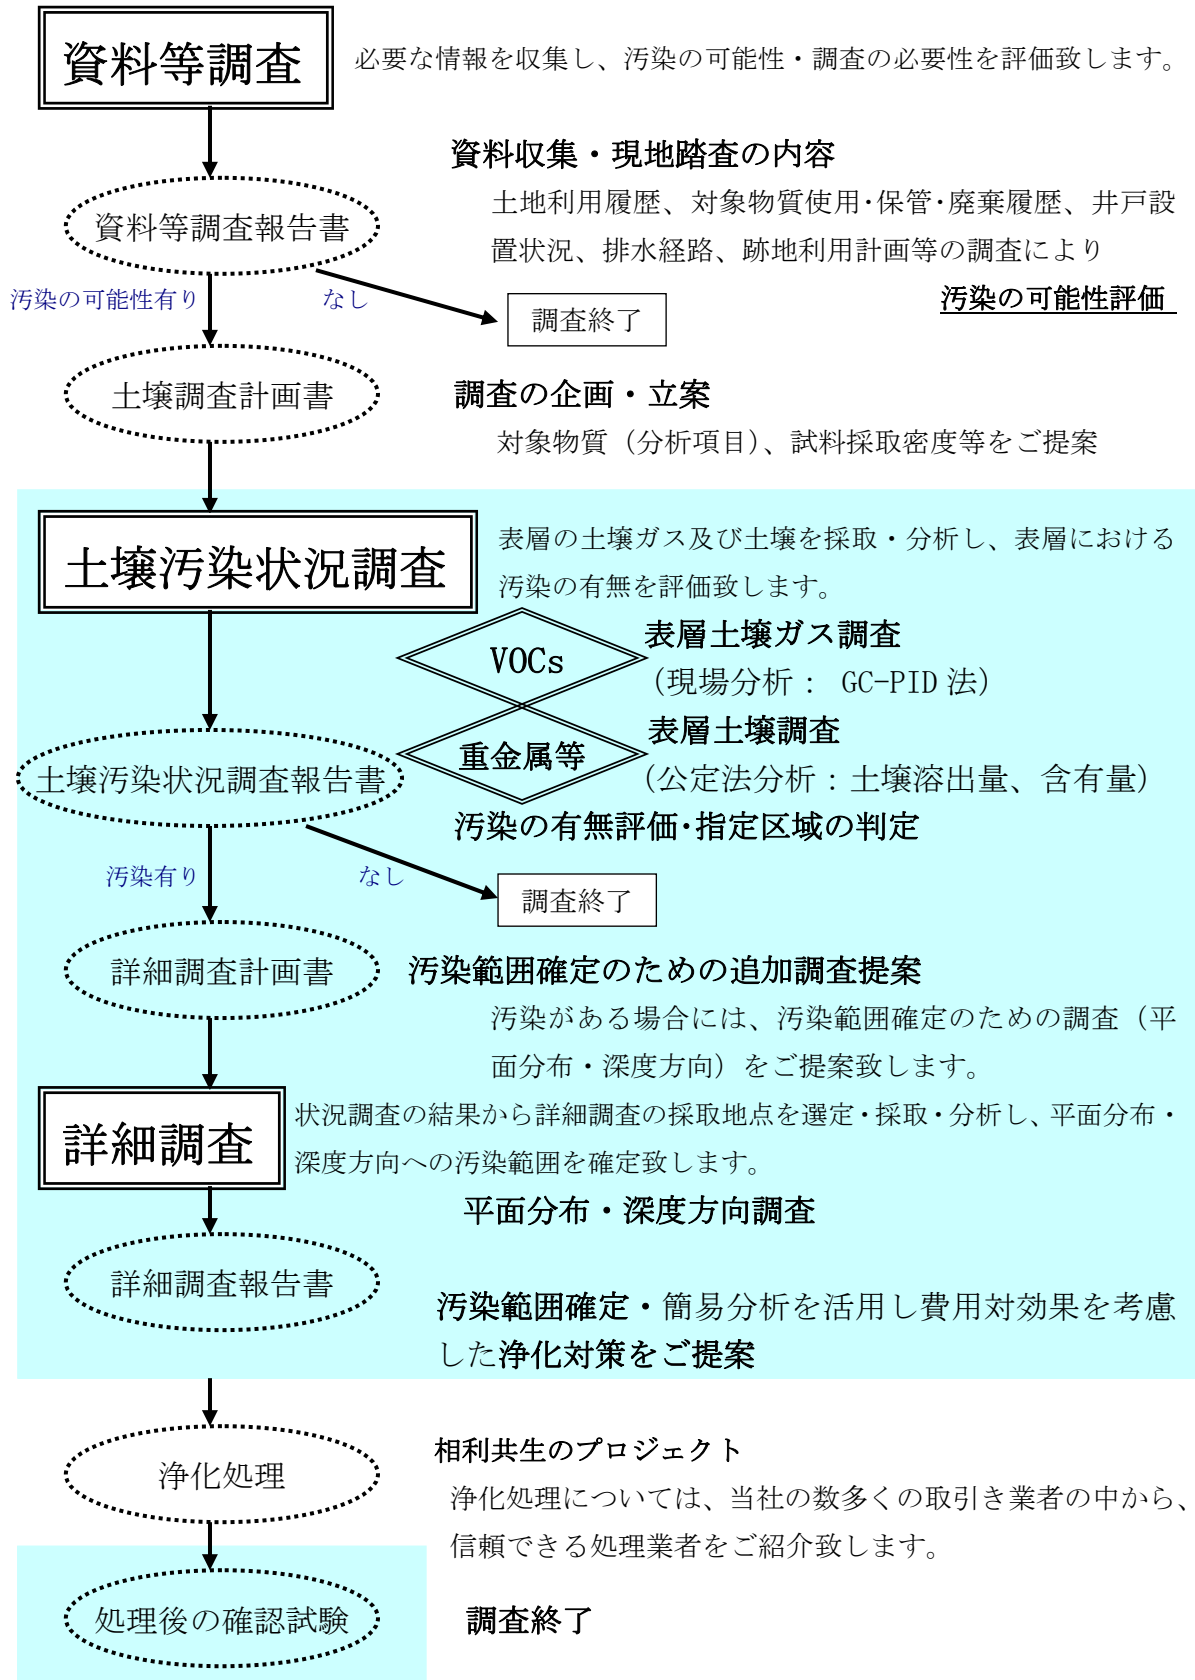 資料等調査
必要な情報を収集し、汚染の可能性・調査の必要性を評価致します。
資料収集・現地踏査の内容
土地利用履歴、対象物質使用･保管･廃棄履歴、井戸設
置状況、排水経路、跡地利用計画等の調査により
資料等調査報告書
汚染の可能性有り
なし
汚染の可能性評価
調査終了
土壌調査計画書
調査の企画・立案
対象物質（分析項目）、試料採取密度等をご提案
土壌汚染状況調査
表層の土壌ガス及び土壌を採取・分析し、表層における
汚染の有無を評価致します。
VOCs
表層土壌ガス調査
（現場分析： GC-PID 法）
重金属等
表層土壌調査
（公定法分析：土壌溶出量、含有量）
土壌汚染状況調査報告書
汚染の有無評価･指定区域の判定
汚染有り
なし
調査終了
詳細調査計画書
汚染範囲確定のための追加調査提案
汚染がある場合には、汚染範囲確定のための調査（平
面分布・深度方向）をご提案致します。
詳細調査
状況調査の結果から詳細調査の採取地点を選定・採取・分析し、平面分布・
深度方向への汚染範囲を確定致します。
平面分布・深度方向調査
詳細調査報告書
汚染範囲確定・簡易分析を活用し費用対効果を考慮
した浄化対策をご提案
浄化処理
相利共生のプロジェクト
浄化処理については、当社の数多くの取引き業者の中から、
信頼できる処理業者をご紹介致します。
処理後の確認試験
調査終了